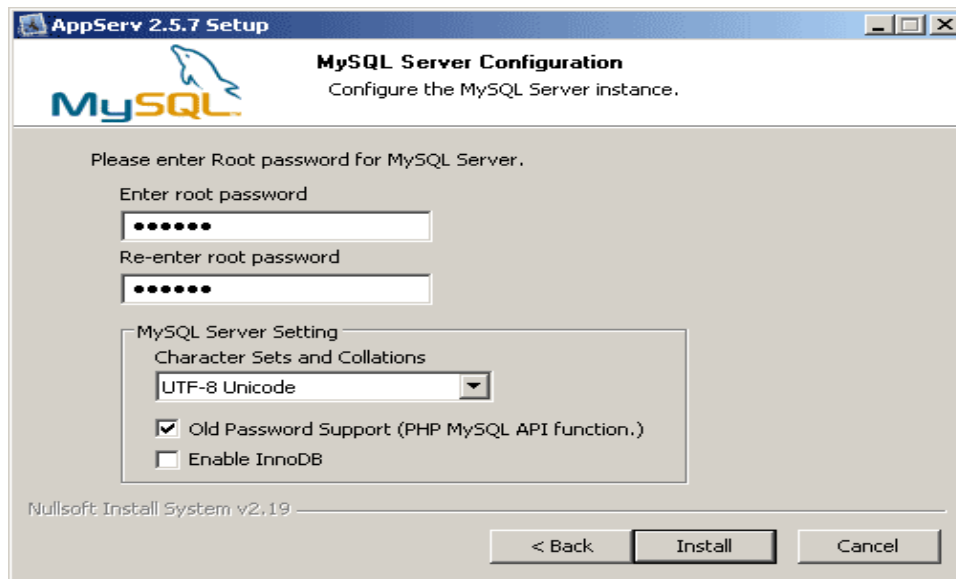 AppServ 2.5.7 Setup
MySQL
MySQL Server Configuration
Configure the MySQL Server instance.
Please enter Root password for MySQL Server.
Enter root password
••••••
Re-enter root password
••••••
MySQL Server Setting
Character Sets and Collations
UTF-8 Unicode
Old Password Support (PHP MySQL API function.)
Enable InnoDB
Nullsoft Install System v2.19
< Back Install Cancel